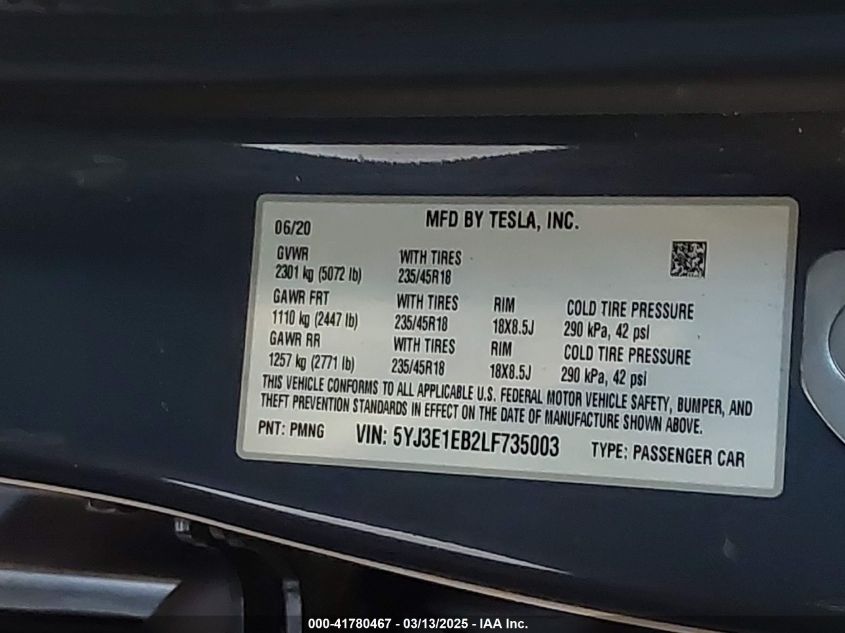 MFD BY TESLA, INC.
06/20
GVWR WITH TIRES
2301 kg (5072 lb) 235/45R18
GAWR FRT WITH TIRES RIM COLD TIRE PRESSURE
1110 kg (2447 lb) 235/45R18 18X8.5J 290 kPa, 42 psi
GAWR RR WITH TIRES RIM COLD TIRE PRESSURE
1257 kg (2771 lb) 235/45R18 18X8.5J 290 kPa, 42 psi
THIS VEHICLE CONFORMS TO ALL APPLICABLE U.S. FEDERAL MOTOR VEHICLE SAFETY, BUMPER, AND
THEFT PREVENTION STANDARDS IN EFFECT ON THE DATE OF MANUFACTURE SHOWN ABOVE.
PNT: PMNG VIN: 5YJ3E1EB2LF735003 TYPE: PASSENGER CAR
000-41780467 - 03/13/2025 - IAA Inc.